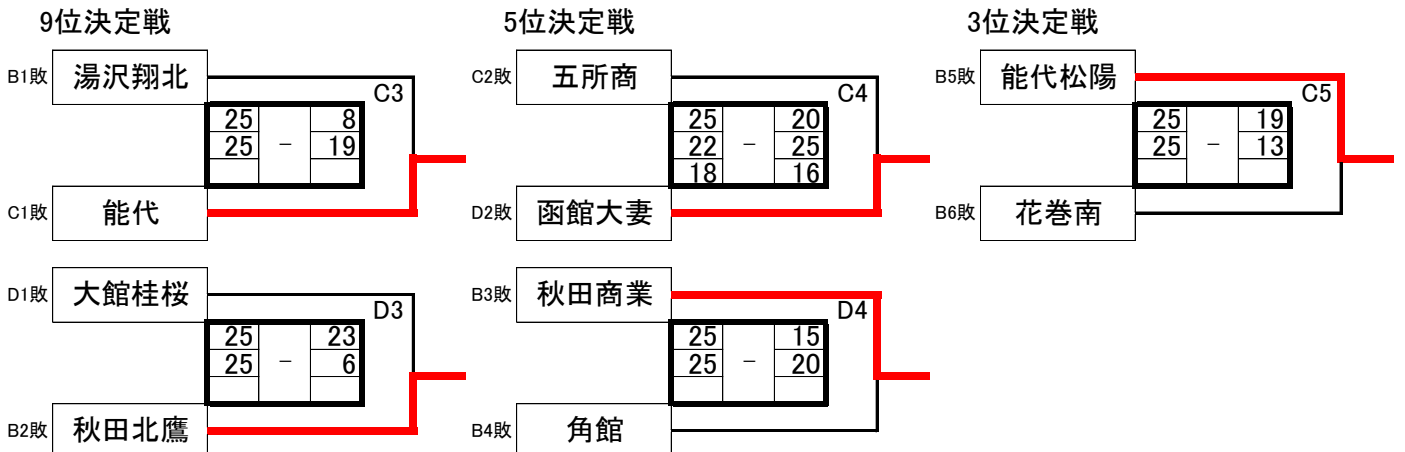 9位決定戦
B1敗 湯沢翔北
C3
25 8
25 - 19
C1敗 能代
D1敗 大館桂桜
D3
25 23
25 - 6
B2敗 秋田北鷹
5位決定戦
C2敗 五所商
C4
25 20
22 - 25
18 16
D2敗 函館大妻
B3敗 秋田商業
D4
25 15
25 - 20
B4敗 角館
3位決定戦
B5敗 能代松陽
C5
25 19
25 - 13
B6敗 花巻南